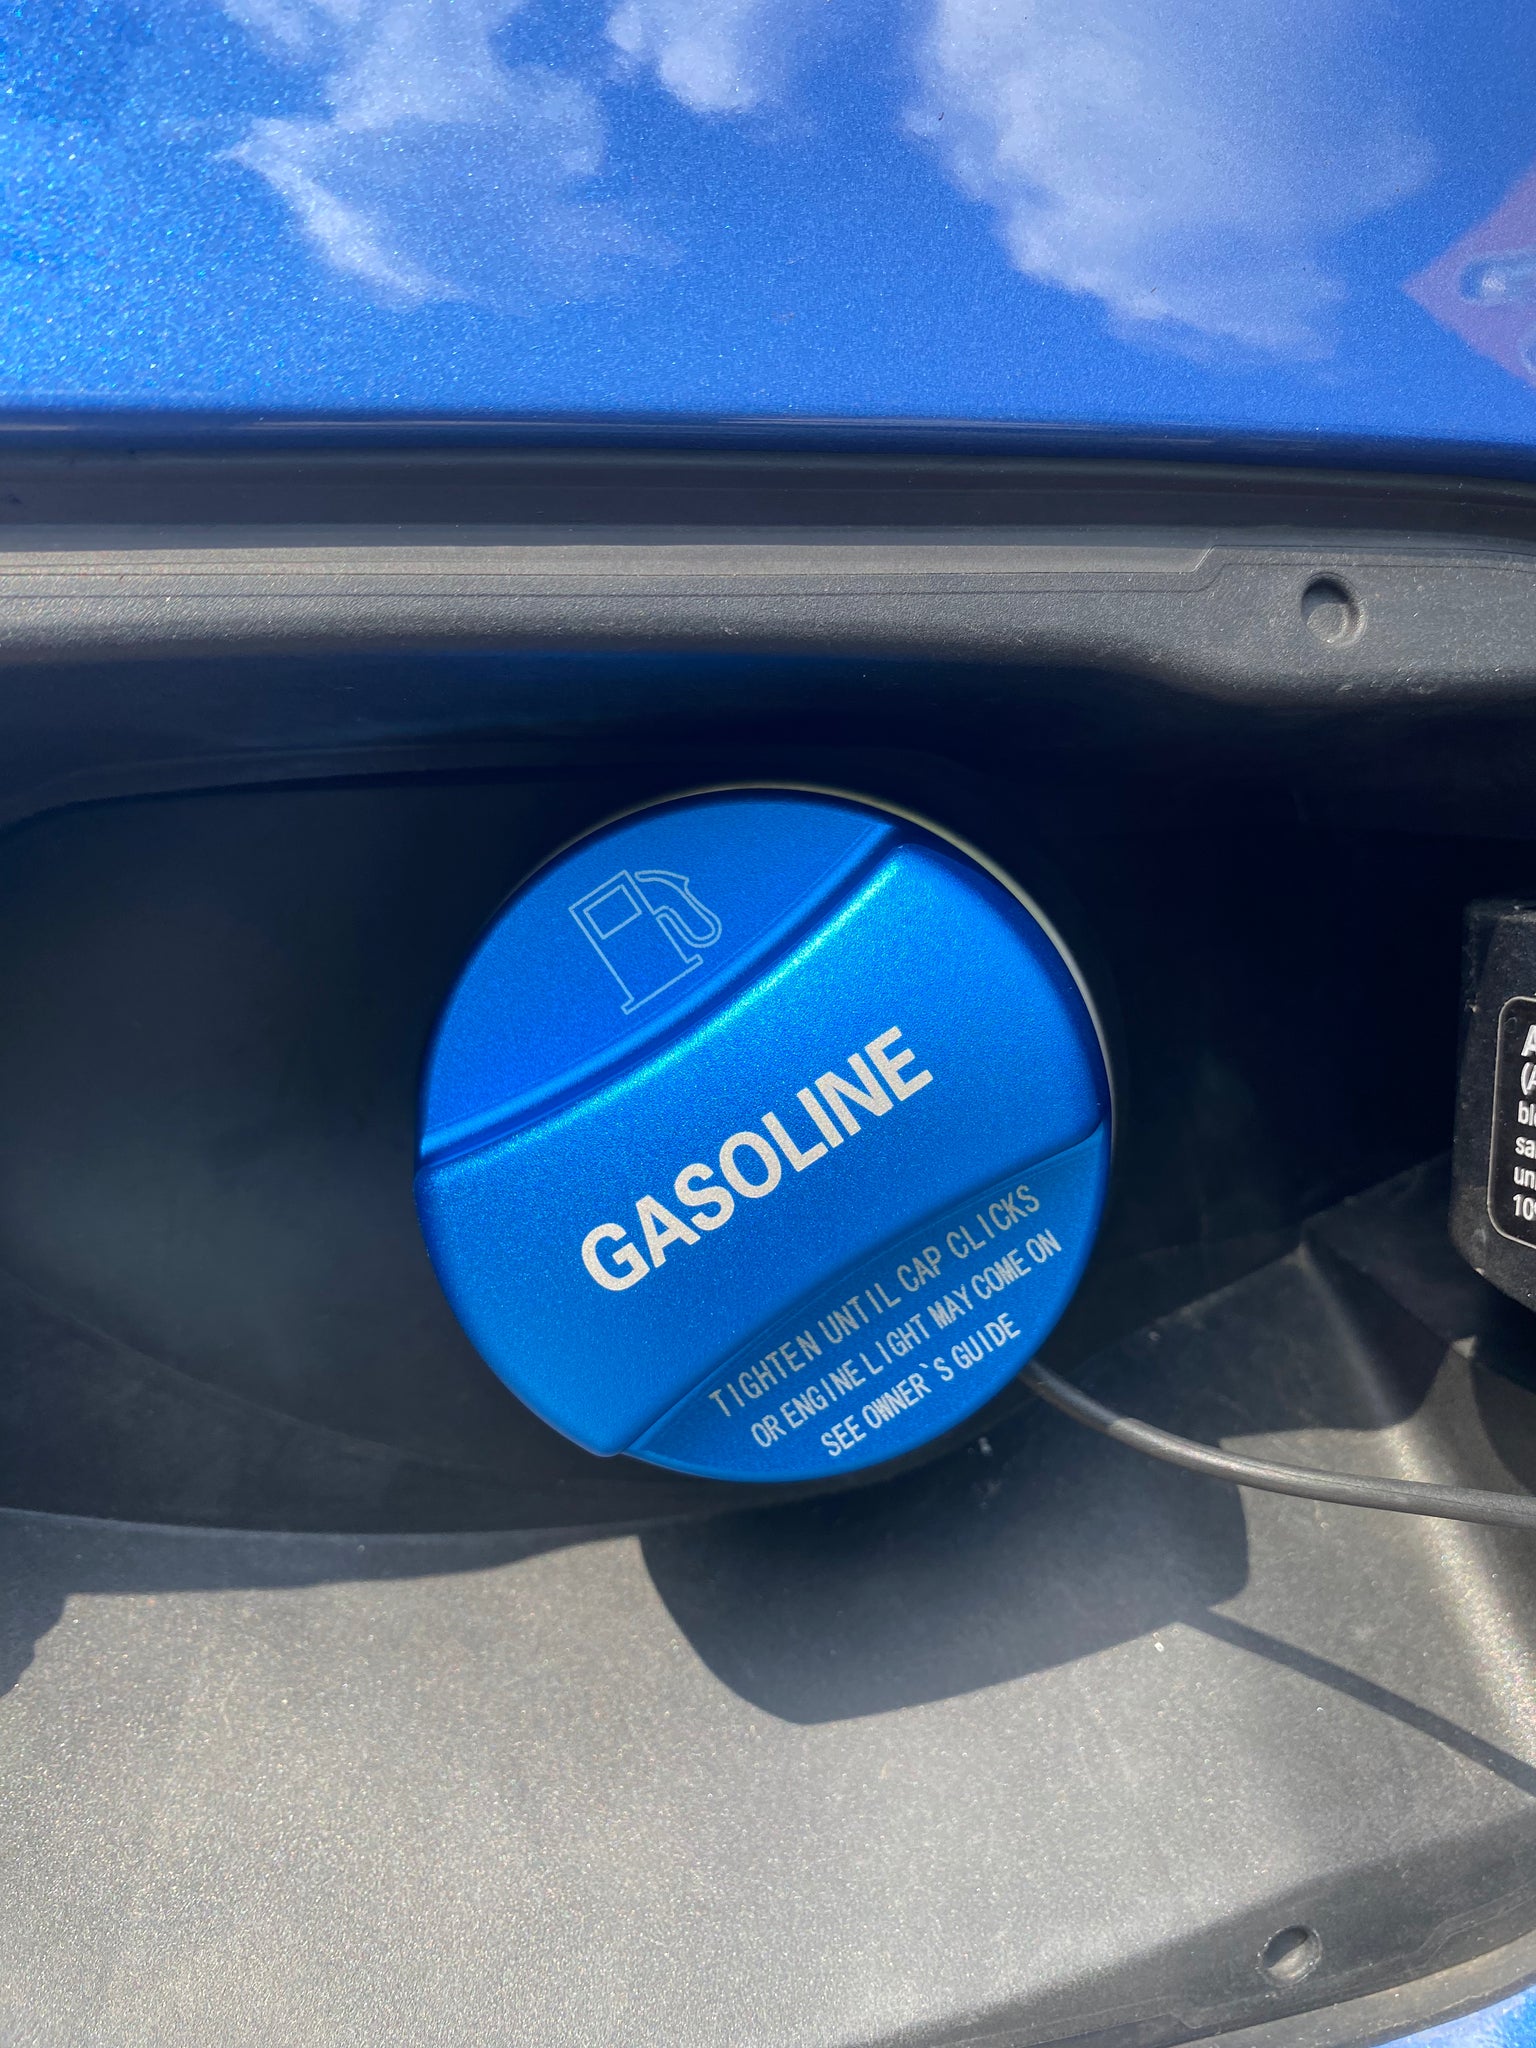 GASOLINE
TIGHTEN UNTIL CAP CLICKS
OR ENGINE LIGHT MAY COME ON
SEE OWNER`S GUIDE